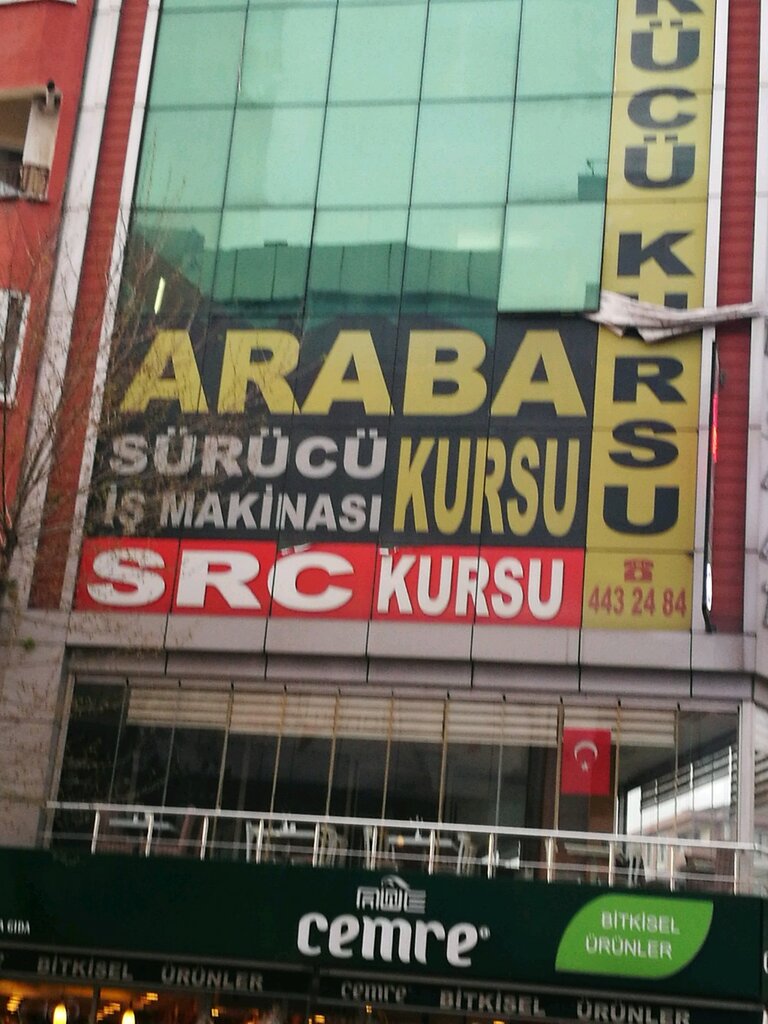 ARABA
SÜRÜCÜ KURSU
İŞ MAKİNASI
SRC KURSU
KURSU
443 24 84
cemre
BİTKİSEL
ÜRÜNLER
BİTKİSEL ÜRÜNLER cemre BİTKİSEL ÜRÜNLER